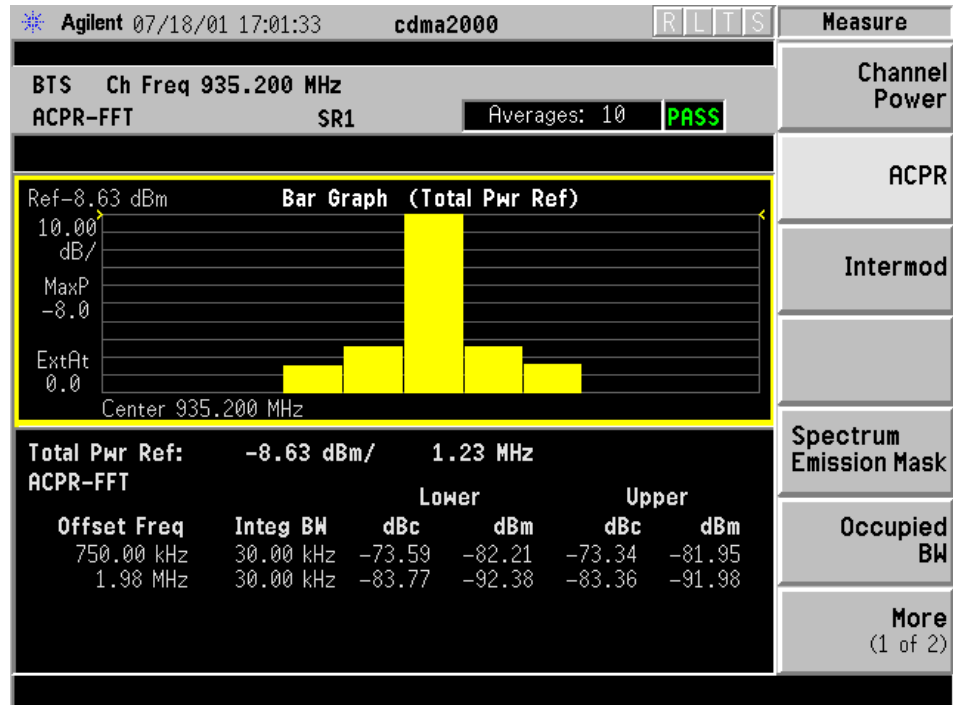 Agilent 07/18/01 17:01:33 cdma2000 R L T S
BTS Ch Freq 935.200 MHz
ACPR-FFT SR1 Averages: 10 PASS
Ref-8.63 dBm Bar Graph (Total Pwr Ref)
10.00
dB/
MaxP
-8.0
ExtAt
0.0
Center 935.200 MHz
Total Pwr Ref: -8.63 dBm/ 1.23 MHz
ACPR-FFT
Lower Upper
Offset Freq Integ BW dBc dBm dBc dBm
750.00 kHz 30.00 kHz -73.59 -82.21 -73.34 -81.95
1.98 MHz 30.00 kHz -83.77 -92.38 -83.36 -91.98
Measure
Channel
Power
ACPR
Intermod
Spectrum
Emission Mask
Occupied
BW
More
(1 of 2)